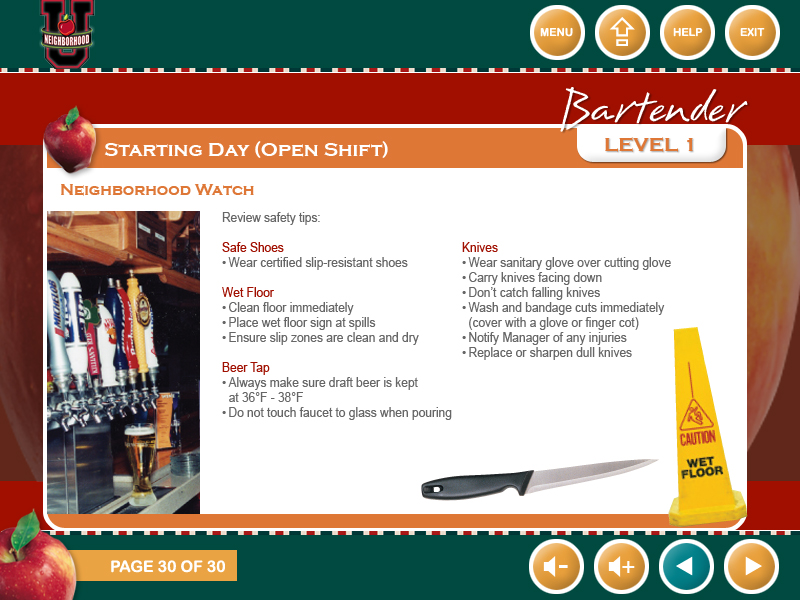 U
NEIGHBORHOOD
MENU
HELP
EXIT
Bartender
LEVEL 1
STARTING DAY (OPEN SHIFT)
NEIGHBORHOOD WATCH
Review safety tips:
Safe Shoes
• Wear certified slip-resistant shoes
Wet Floor
• Clean floor immediately
• Place wet floor sign at spills
• Ensure slip zones are clean and dry
Beer Tap
• Always make sure draft beer is kept
at 36°F - 38°F
• Do not touch faucet to glass when pouring
Knives
• Wear sanitary glove over cutting glove
• Carry knives facing down
• Don't catch falling knives
• Wash and bandage cuts immediately
(cover with a glove or finger cot)
• Notify Manager of any injuries
• Replace or sharpen dull knives
CAUTION
WET
FLOOR
PAGE 30 OF 30